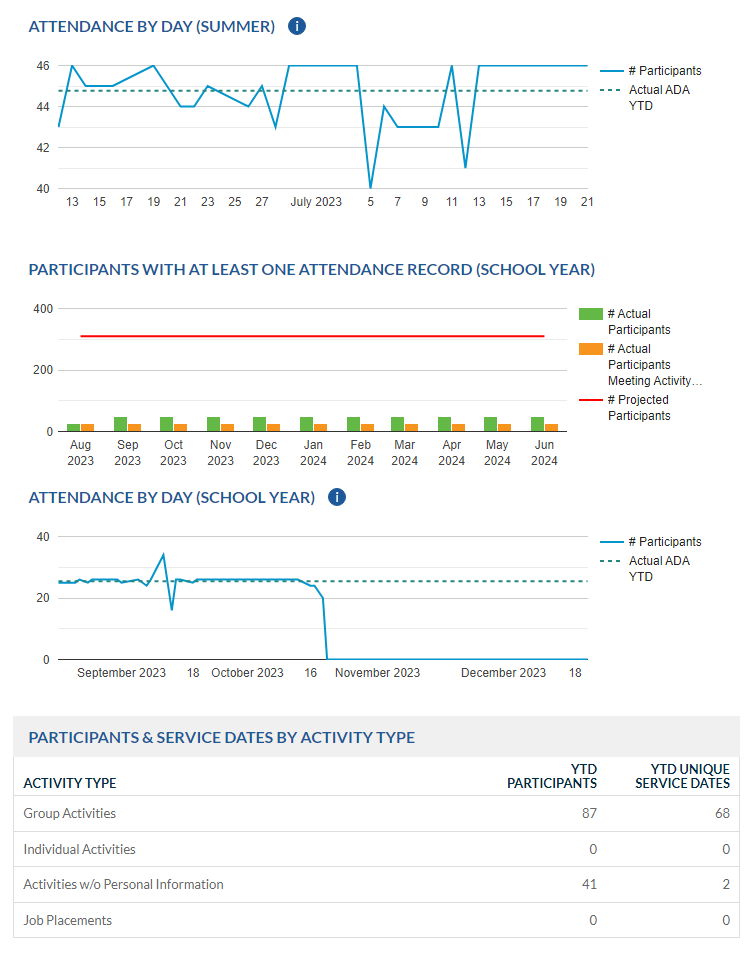 ATTENDANCE BY DAY (SUMMER) i
46
44
42
40
13 15 17 19 21 23 25 27 July 2023 5 7 9 11 13 15 17 19 21
# Participants
Actual ADA
YTD
PARTICIPANTS WITH AT LEAST ONE ATTENDANCE RECORD (SCHOOL YEAR)
400
200
0
Aug Sep Oct Nov Dec Jan Feb Mar Apr May Jun
2023 2023 2023 2023 2023 2024 2024 2024 2024 2024 2024
# Actual
Participants
# Actual
Participants
Meeting Activity...
# Projected
Participants
ATTENDANCE BY DAY (SCHOOL YEAR) i
40
20
0
September 2023 18 October 2023 16 November 2023 December 2023 18
# Participants
Actual ADA
YTD
PARTICIPANTS & SERVICE DATES BY ACTIVITY TYPE
YTD YTD UNIQUE
ACTIVITY TYPE PARTICIPANTS SERVICE DATES
Group Activities 87 68
Individual Activities 0 0
Activities w/o Personal Information 41 2
Job Placements 0 0